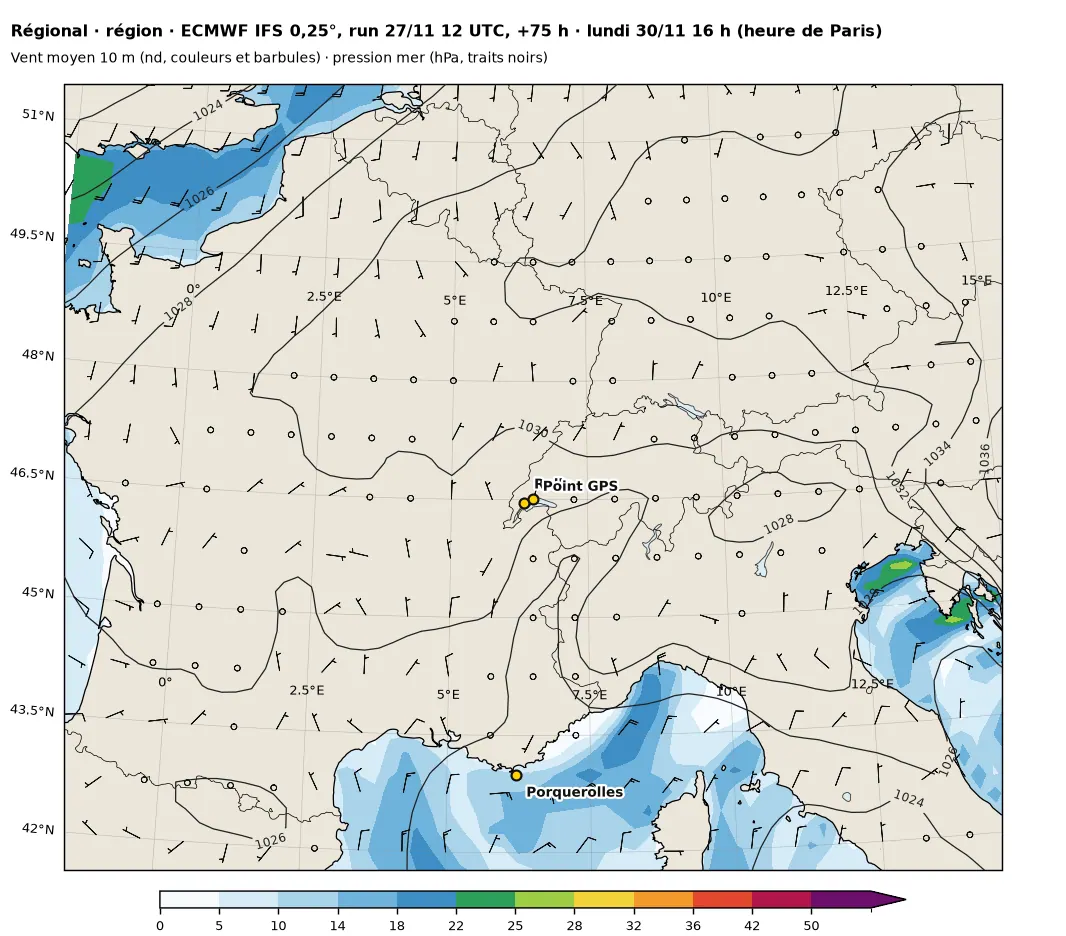 Régional · région · ECMWF IFS 0,25°, run 27/11 12 UTC, +75 h · lundi 30/11 16 h (heure de Paris)
Vent moyen 10 m (nd, couleurs et barbules) · pression mer (hPa, traits noirs)
51°N
1024
1026
49.5°N
0°
2.5°E
5°E
7.5°E
10°E
12.5°E
15°E
1028
48°N
1030
1034
1036
46.5°N
Point GPS
1032
1028
45°N
0°
2.5°E
5°E
7.5°E
10°E
12.5°E
43.5°N
1026
Porquerolles
1024
42°N
1026
0 5 10 14 18 22 25 28 32 36 42 50